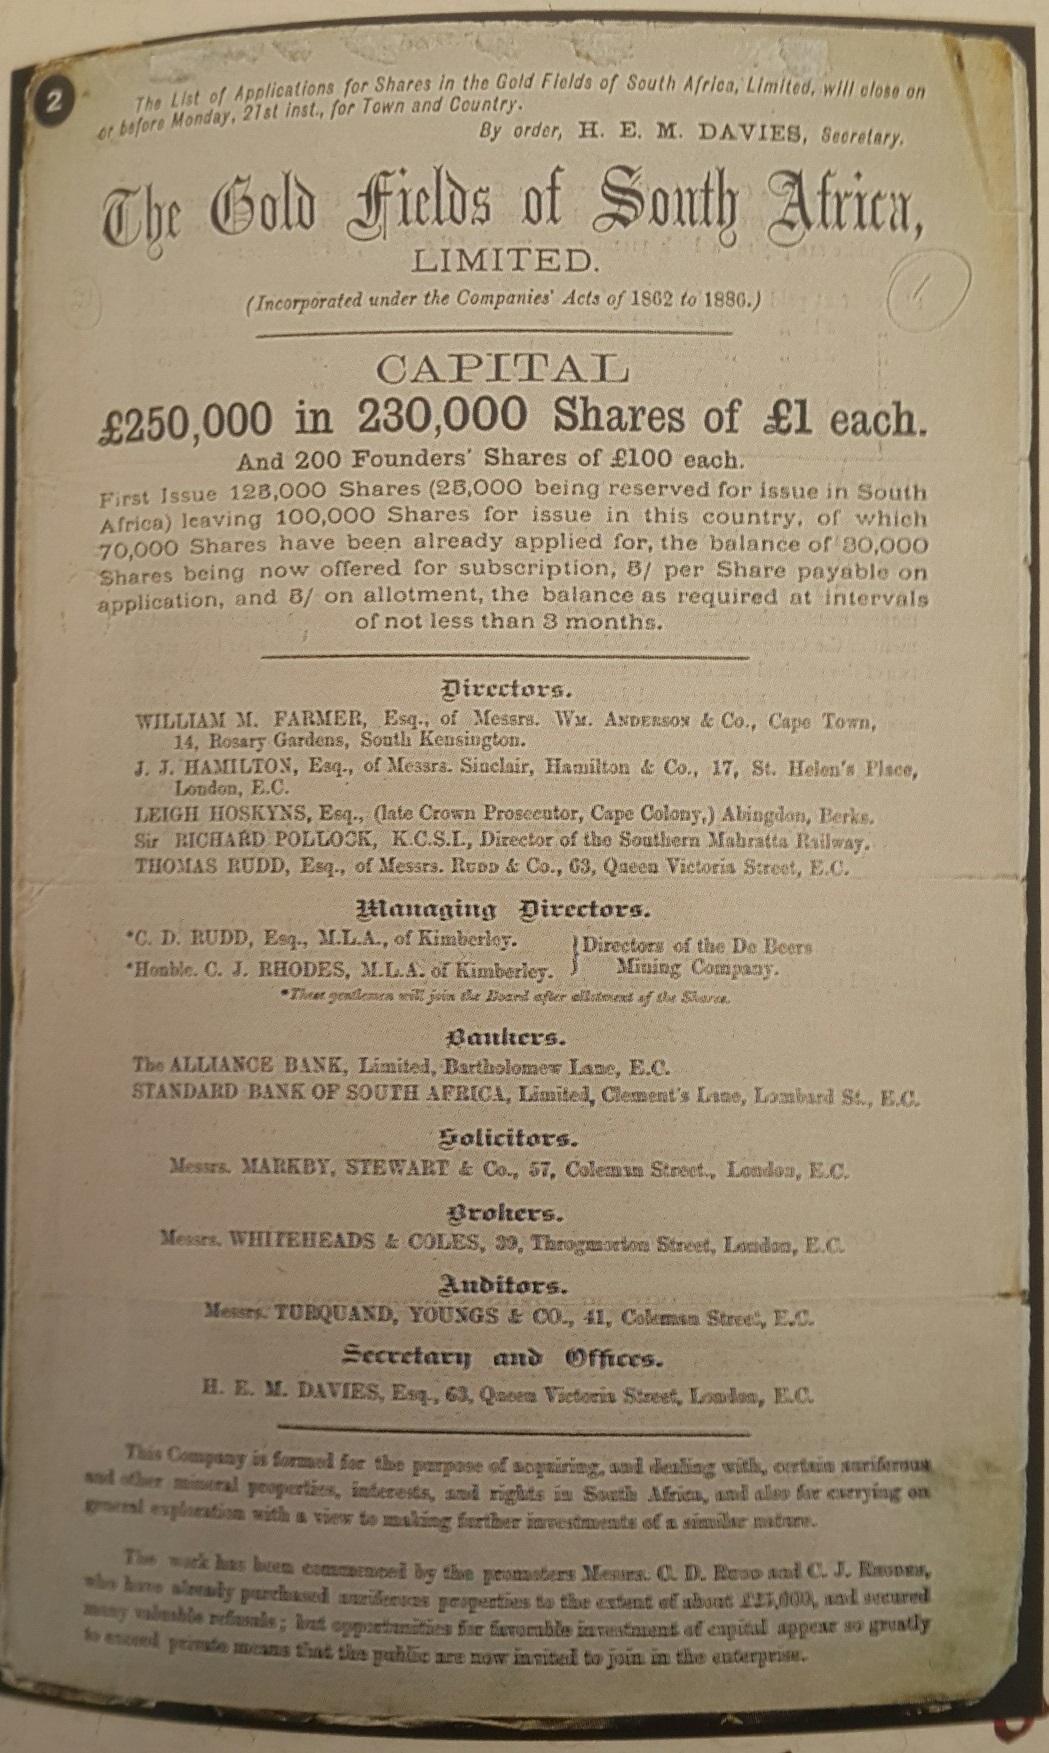 2
The List of Applications for Shares in the Gold Fields of South Africa, Limited, will close on
or before Monday, 21st inst., for Town and Country.
By order, H. E. M. DAVIES, Secretary.
The Gold Fields of South Africa,
LIMITED.
(Incorporated under the Companies' Acts of 1862 to 1886.)
CAPITAL
£250,000 in 230,000 Shares of £1 each.
And 200 Founders' Shares of £100 each.
First Issue 125,000 Shares (25,000 being reserved for issue in South
Africa) leaving 100,000 Shares for issue in this country, of which
70,000 Shares have been already applied for, the balance of 30,000
Shares being now offered for subscription, 5/ per Share payable on
application, and 5/ on allotment, the balance as required at intervals
of not less than 3 months.
Directors.
WILLIAM M. FARMER, Esq., of Messrs. WM. ANDERSON & Co., Cape Town,
14, Rosary Gardens, South Kensington.
J. J. HAMILTON, Esq., of Messrs. Sinclair, Hamilton & Co., 17, St. Helen's Place,
London, E.C.
LEIGH HOSKYNS, Esq., (late Crown Prosecutor, Cape Colony,) Abingdon, Berks.
Sir RICHARD POLLOCK, K.C.S.I., Director of the Southern Mahratta Railway.
THOMAS RUDD, Esq., of Messrs. RUDD & Co., 63, Queen Victoria Street, E.C.
Managing Directors.
*C. D. RUDD, Esq., M.L.A., of Kimberley. } Directors of the De Beers
*Honble. C. J. RHODES, M.L.A. of Kimberley. } Mining Company.
*These gentlemen will join the Board after allotment of the Shares.
Bankers.
The ALLIANCE BANK, Limited, Bartholomew Lane, E.C.
STANDARD BANK OF SOUTH AFRICA, Limited, Clement's Lane, Lombard St., E.C.
Solicitors.
Messrs. MARKBY, STEWART & Co., 57, Coleman Street., London, E.C.
Brokers.
Messrs. WHITEHEADS & COLES, 39, Throgmorton Street, London, E.C.
Auditors.
Messrs. TURQUAND, YOUNGS & CO., 41, Coleman Street, E.C.
Secretary and Offices.
H. E. M. DAVIES, Esq., 63, Queen Victoria Street, London, E.C.
This Company is formed for the purpose of acquiring, and dealing with, certain auriferous
and other mineral properties, interests, and rights in South Africa, and also for carrying on
general exploration with a view to making further investments of a similar nature.
The work has been commenced by the promoters Messrs. C. D. RUDD and C. J. RHODES,
who have already purchased auriferous properties to the extent of about and secured
many valuable refusals; but opportunities for favorable investment of capital appear so greatly
to exceed private means that the public are now invited to join in the enterprise.